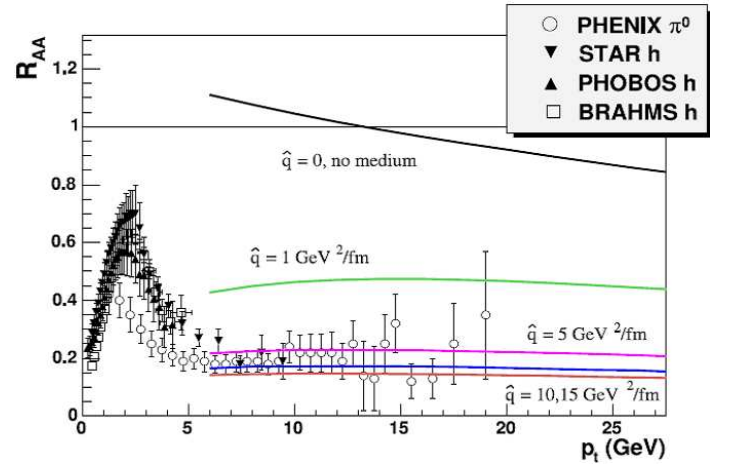 R_AA
PHENIX π⁰
STAR h
PHOBOS h
BRAHMS h
1.2
1
0.8
0.6
0.4
0.2
0
q̂ = 0, no medium
q̂ = 1 GeV ²/fm
q̂ = 5 GeV ²/fm
q̂ = 10,15 GeV ²/fm
0 5 10 15 20 25
p_t (GeV)